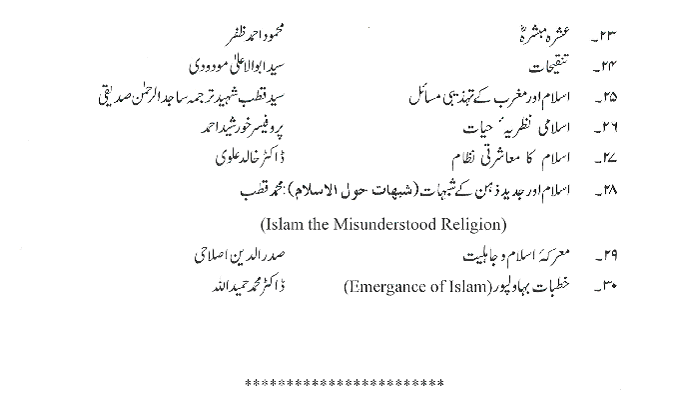 ۲۳۔ عشرہ مبشرہؓ محمود احمد ظفر
۲۴۔ تنقیحات سید ابوالاعلیٰ مودودی
۲۵۔ اسلام اور مغرب کے تہذیبی مسائل سید قطب شہید ترجمہ ساجد الرحمٰن صدیقی
۲۶۔ اسلامی نظریۂ حیات پروفیسر خورشید احمد
۲۷۔ اسلام کا معاشرتی نظام ڈاکٹر خالد علوی
۲۸۔ اسلام اور جدید ذہن کے شبہات (شبهات حول الاسلام): محمد قطب
(Islam the Misunderstood Religion)
۲۹۔ معرکۂ اسلام و جاہلیت صدر الدین اصلاحی
۳۰۔ خطبات بہاولپور (Emergance of Islam) ڈاکٹر محمد حمید اللہ
************************